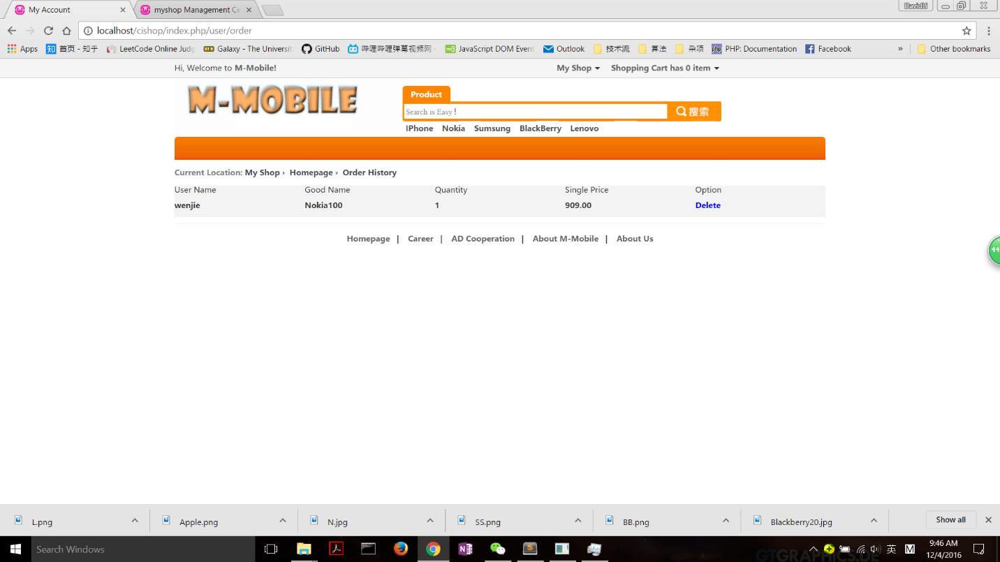 My Account
myshop Management Ce
DavidLi
localhost/cishop/index.php/user/order
Apps
首页 - 知乎
LeetCode Online Judg
Galaxy - The Universit
GitHub
哔哩哔哩弹幕视频网 -
JavaScript DOM Event
Outlook
技术流
算法
杂项
php
PHP: Documentation
Facebook
»
Other bookmarks
Hi, Welcome to M-Mobile!
My Shop
Shopping Cart has 0 item
M-MOBILE
Product
Search is Easy !
搜索
IPhone Nokia Sumsung BlackBerry Lenovo
Current Location: My Shop › Homepage › Order History
User Name Good Name Quantity Single Price Option
wenjie Nokia100 1 909.00 Delete
Homepage | Career | AD Cooperation | About M-Mobile | About Us
44
L.png
Apple.png
N.jpg
SS.png
BB.png
Blackberry20.jpg
Show all
Search Windows
GTGRAPHICS.DE
英
M
9:46 AM
12/4/2016